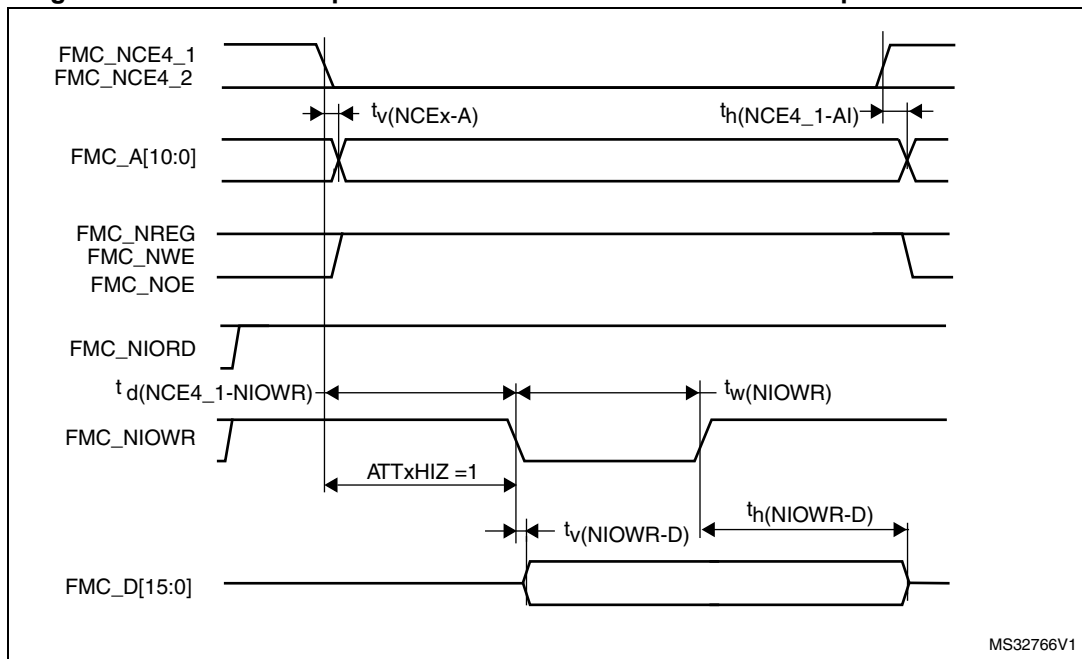 FMC_NCE4_1
FMC_NCE4_2
tv(NCEx-A)
th(NCE4_1-AI)
FMC_A[10:0]
FMC_NREG
FMC_NWE
FMC_NOE
FMC_NIORD
td(NCE4_1-NIOWR)
tw(NIOWR)
FMC_NIOWR
ATTxHIZ =1
th(NIOWR-D)
tv(NIOWR-D)
FMC_D[15:0]
MS32766V1